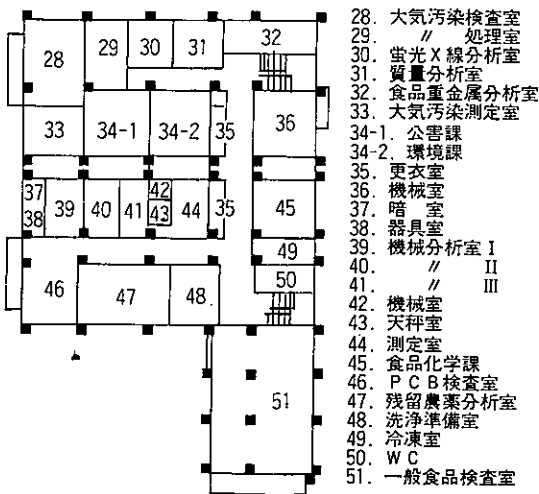 28 29 30 31 32
33 34-1 34-2 35 36
37 38 39 40 41 42 43 44 35 45
49
50
46 47 48
51
28. 大気汚染検査室
29. 〃 処理室
30. 蛍光X線分析室
31. 質量分析室
32. 食品重金属分析室
33. 大気汚染測定室
34-1. 公害課
34-2. 環境課
35. 更衣室
36. 機械室
37. 暗 室
38. 器具室
39. 機械分析室 I
40. 〃 II
41. 〃 III
42. 機械室
43. 天秤室
44. 測定室
45. 食品化学課
46. PCB検査室
47. 残留農薬分析室
48. 洗浄準備室
49. 冷凍室
50. WC
51. 一般食品検査室